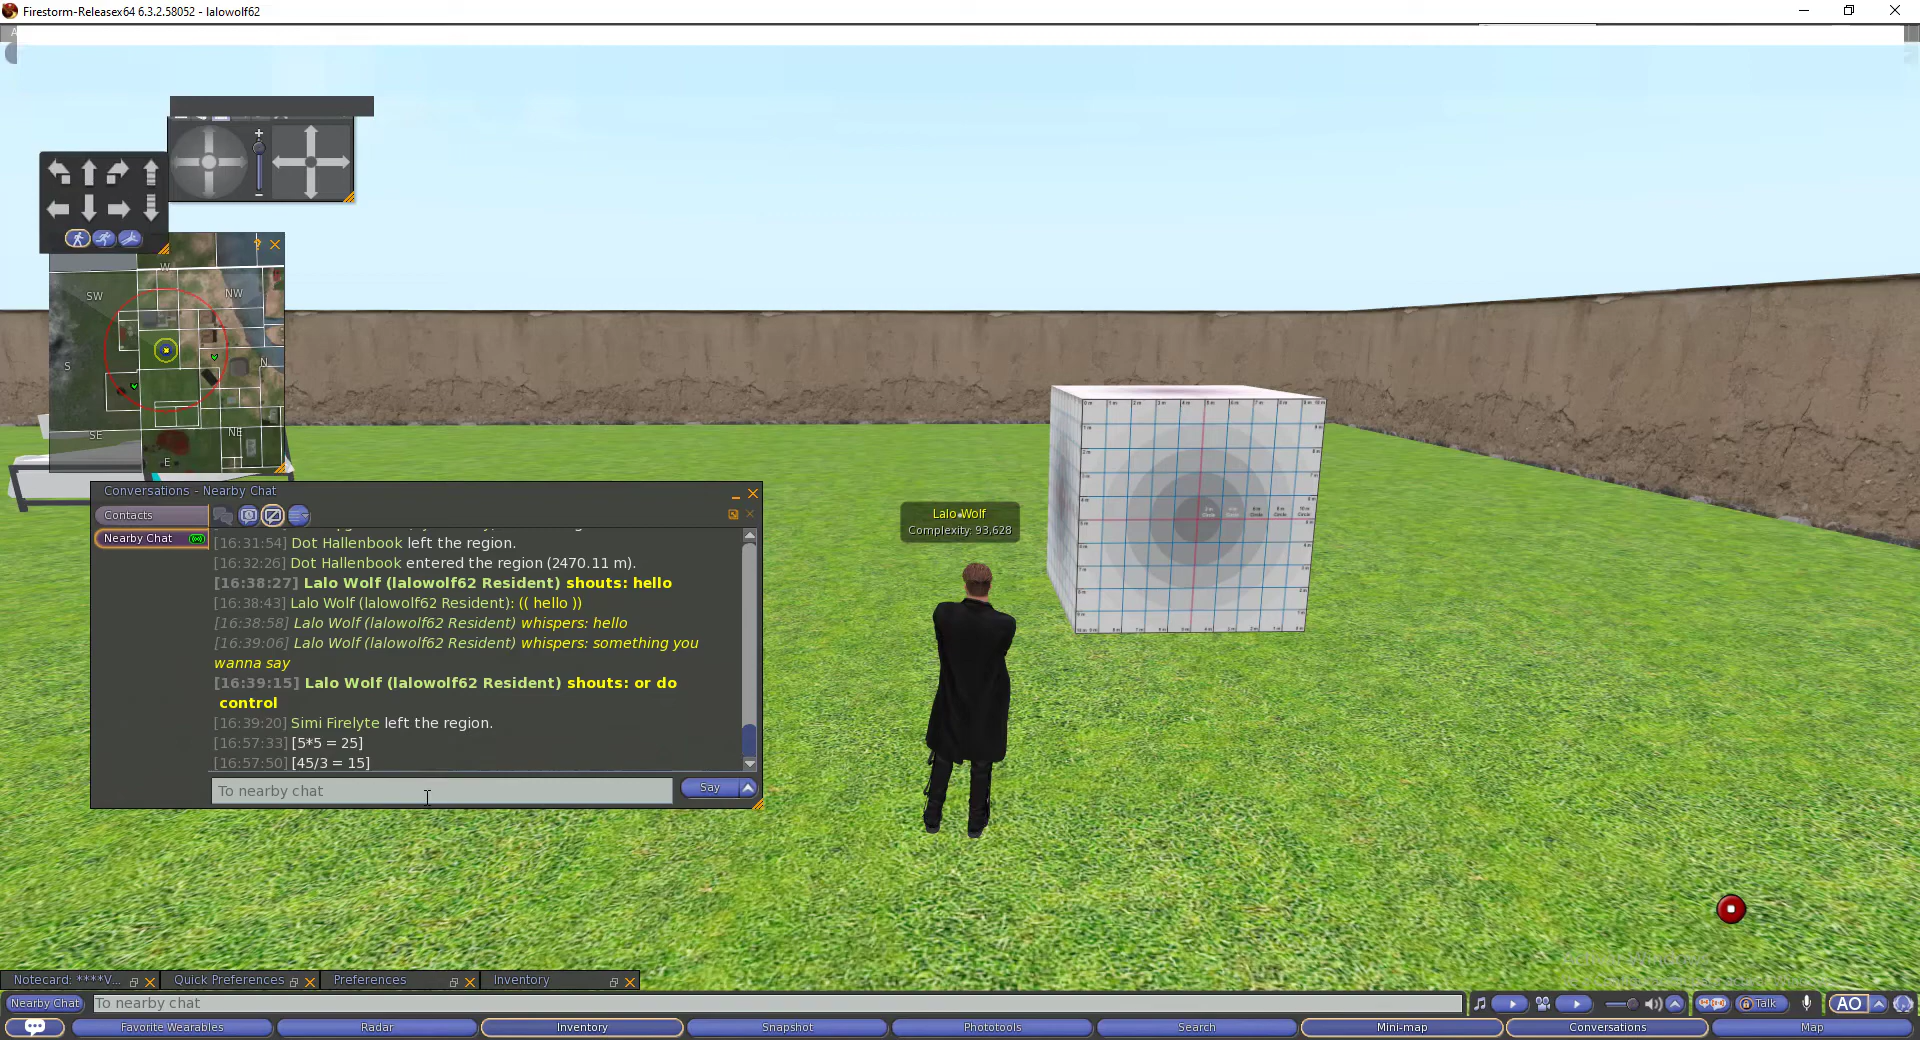 Firestorm-Releasex64 6.3.2.58052 - lalowolf62
W
SW
NW
S
N
SE
NE
E
Conversations - Nearby Chat
Contacts
Nearby Chat
[16:31:54] Dot Hallenbook left the region.
[16:32:26] Dot Hallenbook entered the region (2470.11 m).
[16:38:27] Lalo Wolf (lalowolf62 Resident) shouts: hello
[16:38:43] Lalo Wolf (lalowolf62 Resident): (( hello ))
[16:38:58] Lalo Wolf (lalowolf62 Resident) whispers: hello
[16:39:06] Lalo Wolf (lalowolf62 Resident) whispers: something you
wanna say
[16:39:15] Lalo Wolf (lalowolf62 Resident) shouts: or do
control
[16:39:20] Simi Firelyte left the region.
[16:57:33] [5*5 = 25]
[16:57:50] [45/3 = 15]
To nearby chat
Say
Lalo Wolf
Complexity: 93,628
Notecard: ****V...
Quick Preferences
Preferences
Inventory
Nearby Chat
To nearby chat
Talk
AO
Favorite Wearables
Radar
Inventory
Snapshot
Phototools
Search
Mini-map
Conversations
Map